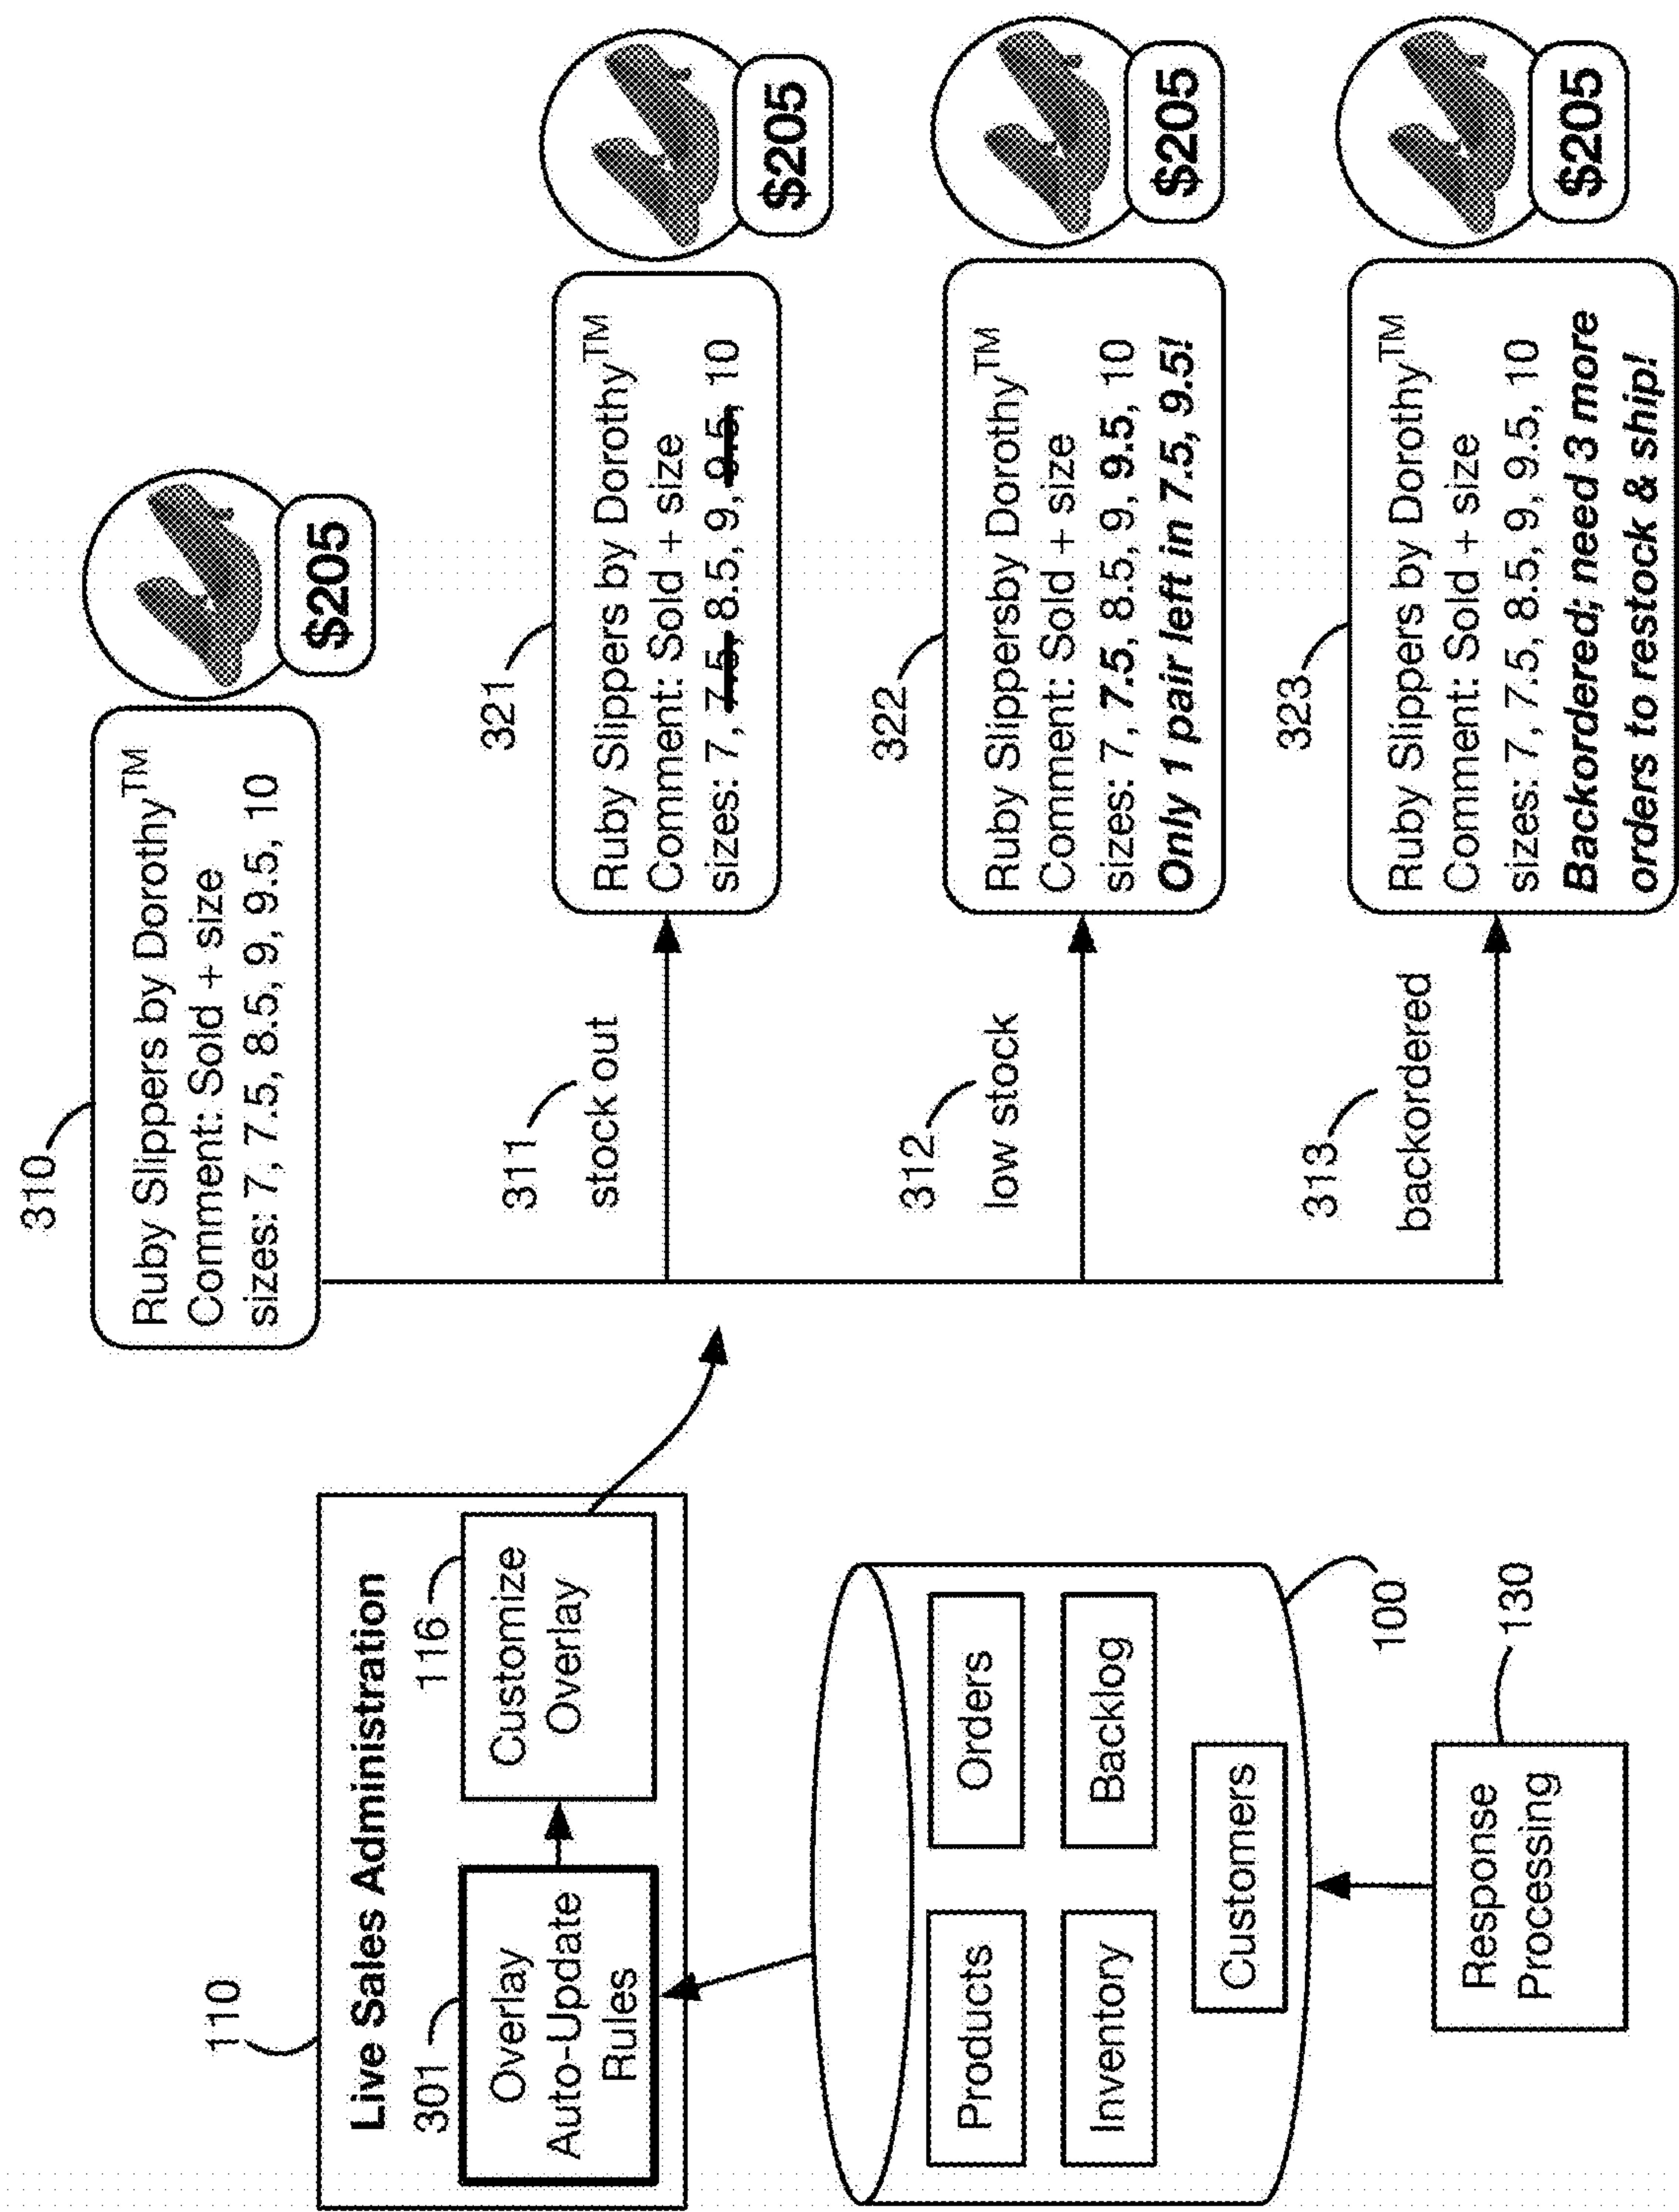 110
Live Sales Administration
301
Overlay
Auto-Update
Rules
116
Customize
Overlay
Products
Orders
Inventory
Backlog
Customers
100
Response
Processing
130
310
Ruby Slippers by Dorothy™
Comment: Sold + size
sizes: 7, 7.5, 8.5, 9, 9.5, 10
$205
311
stock out
321
Ruby Slippers by Dorothy™
Comment: Sold + size
sizes: 7, 7.5, 8.5, 9, 9.5, 10
$205
312
low stock
322
Ruby Slippersby Dorothy™
Comment: Sold + size
sizes: 7, 7.5, 8.5, 9, 9.5, 10
Only 1 pair left in 7.5, 9.5!
$205
313
backordered
323
Ruby Slippers by Dorothy™
Comment: Sold + size
sizes: 7, 7.5, 8.5, 9, 9.5, 10
Backordered; need 3 more
orders to restock & ship!
$205